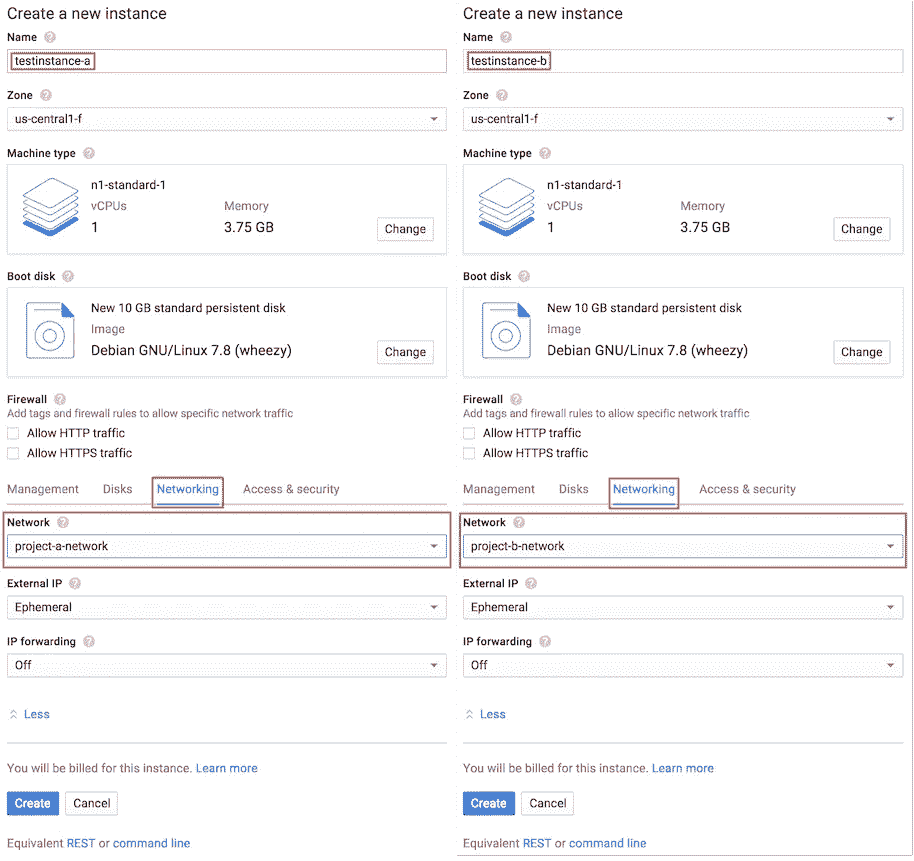 Create a new instance
Name
testinstance-a
Zone
us-central1-f
Machine type
n1-standard-1
vCPUs Memory
1 3.75 GB
Change
Boot disk
New 10 GB standard persistent disk
Image
Debian GNU/Linux 7.8 (wheezy)
Change
Firewall
Add tags and firewall rules to allow specific network traffic
Allow HTTP traffic
Allow HTTPS traffic
Management Disks Networking Access & security
Network
project-a-network
External IP
Ephemeral
IP forwarding
Off
Less
You will be billed for this instance. Learn more
Create Cancel
Equivalent REST or command line
Create a new instance
Name
testinstance-b
Zone
us-central1-f
Machine type
n1-standard-1
vCPUs Memory
1 3.75 GB
Change
Boot disk
New 10 GB standard persistent disk
Image
Debian GNU/Linux 7.8 (wheezy)
Change
Firewall
Add tags and firewall rules to allow specific network traffic
Allow HTTP traffic
Allow HTTPS traffic
Management Disks Networking Access & security
Network
project-b-network
External IP
Ephemeral
IP forwarding
Off
Less
You will be billed for this instance. Learn more
Create Cancel
Equivalent REST or command line